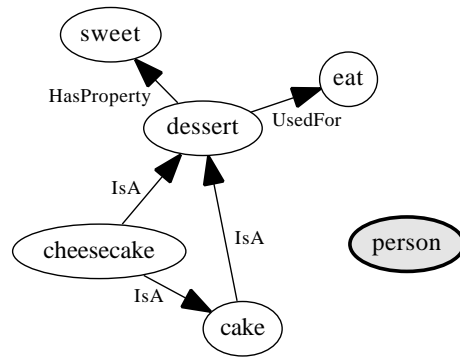 sweet
eat
HasProperty
UsedFor
dessert
IsA
IsA
cheesecake
person
IsA
cake